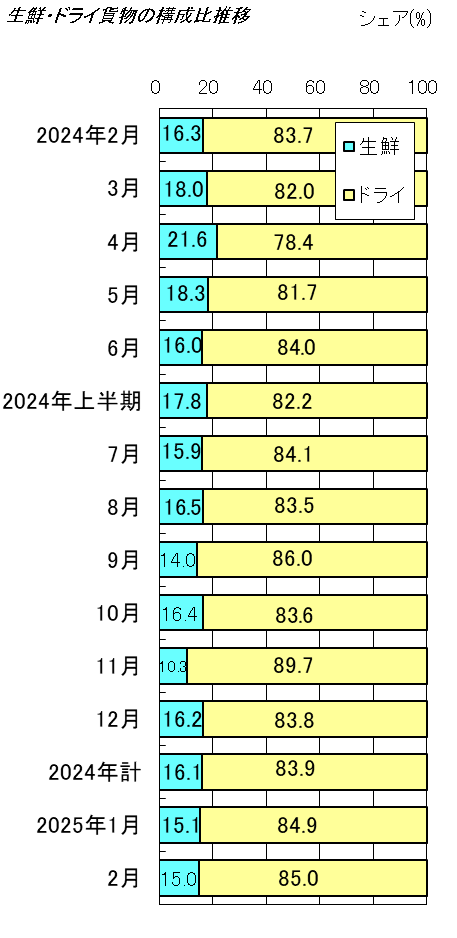 生鮮・ドライ貨物の構成比推移
シェア(%)
0 20 40 60 80 100
2024年2月 16.3 83.7
生鮮
3月 18.0 82.0
ドライ
4月 21.6 78.4
5月 18.3 81.7
6月 16.0 84.0
2024年上半期 17.8 82.2
7月 15.9 84.1
8月 16.5 83.5
9月 14.0 86.0
10月 16.4 83.6
11月 10.3 89.7
12月 16.2 83.8
2024年計 16.1 83.9
2025年1月 15.1 84.9
2月 15.0 85.0